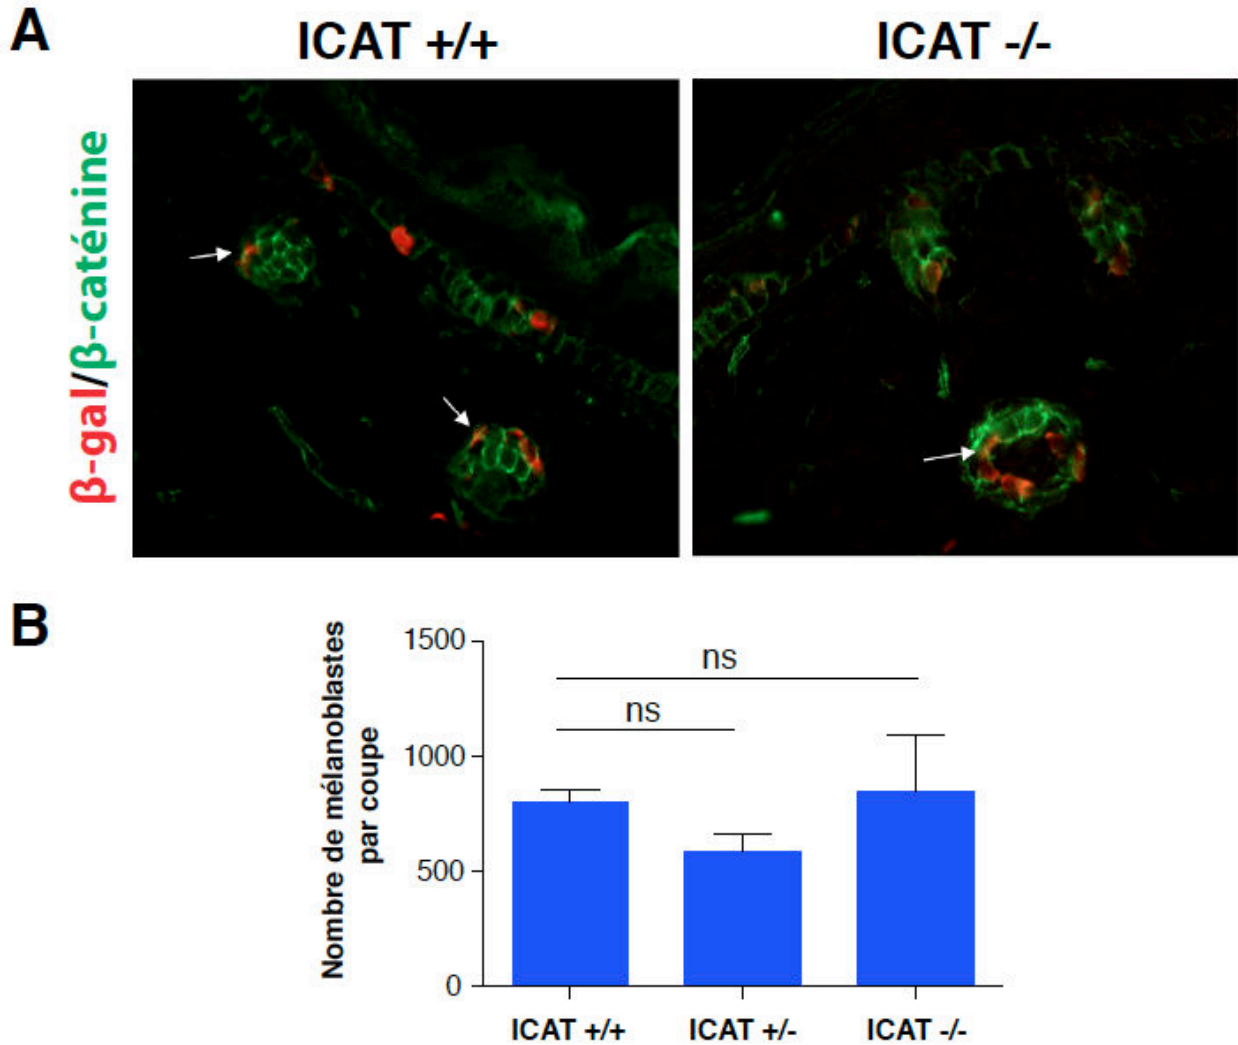 A
ICAT +/+
ICAT -/-
β-gal/β-caténine
B
Nombre de mélanoblastes
par coupe
1500
1000
500
0
ns
ns
ICAT +/+
ICAT +/-
ICAT -/-